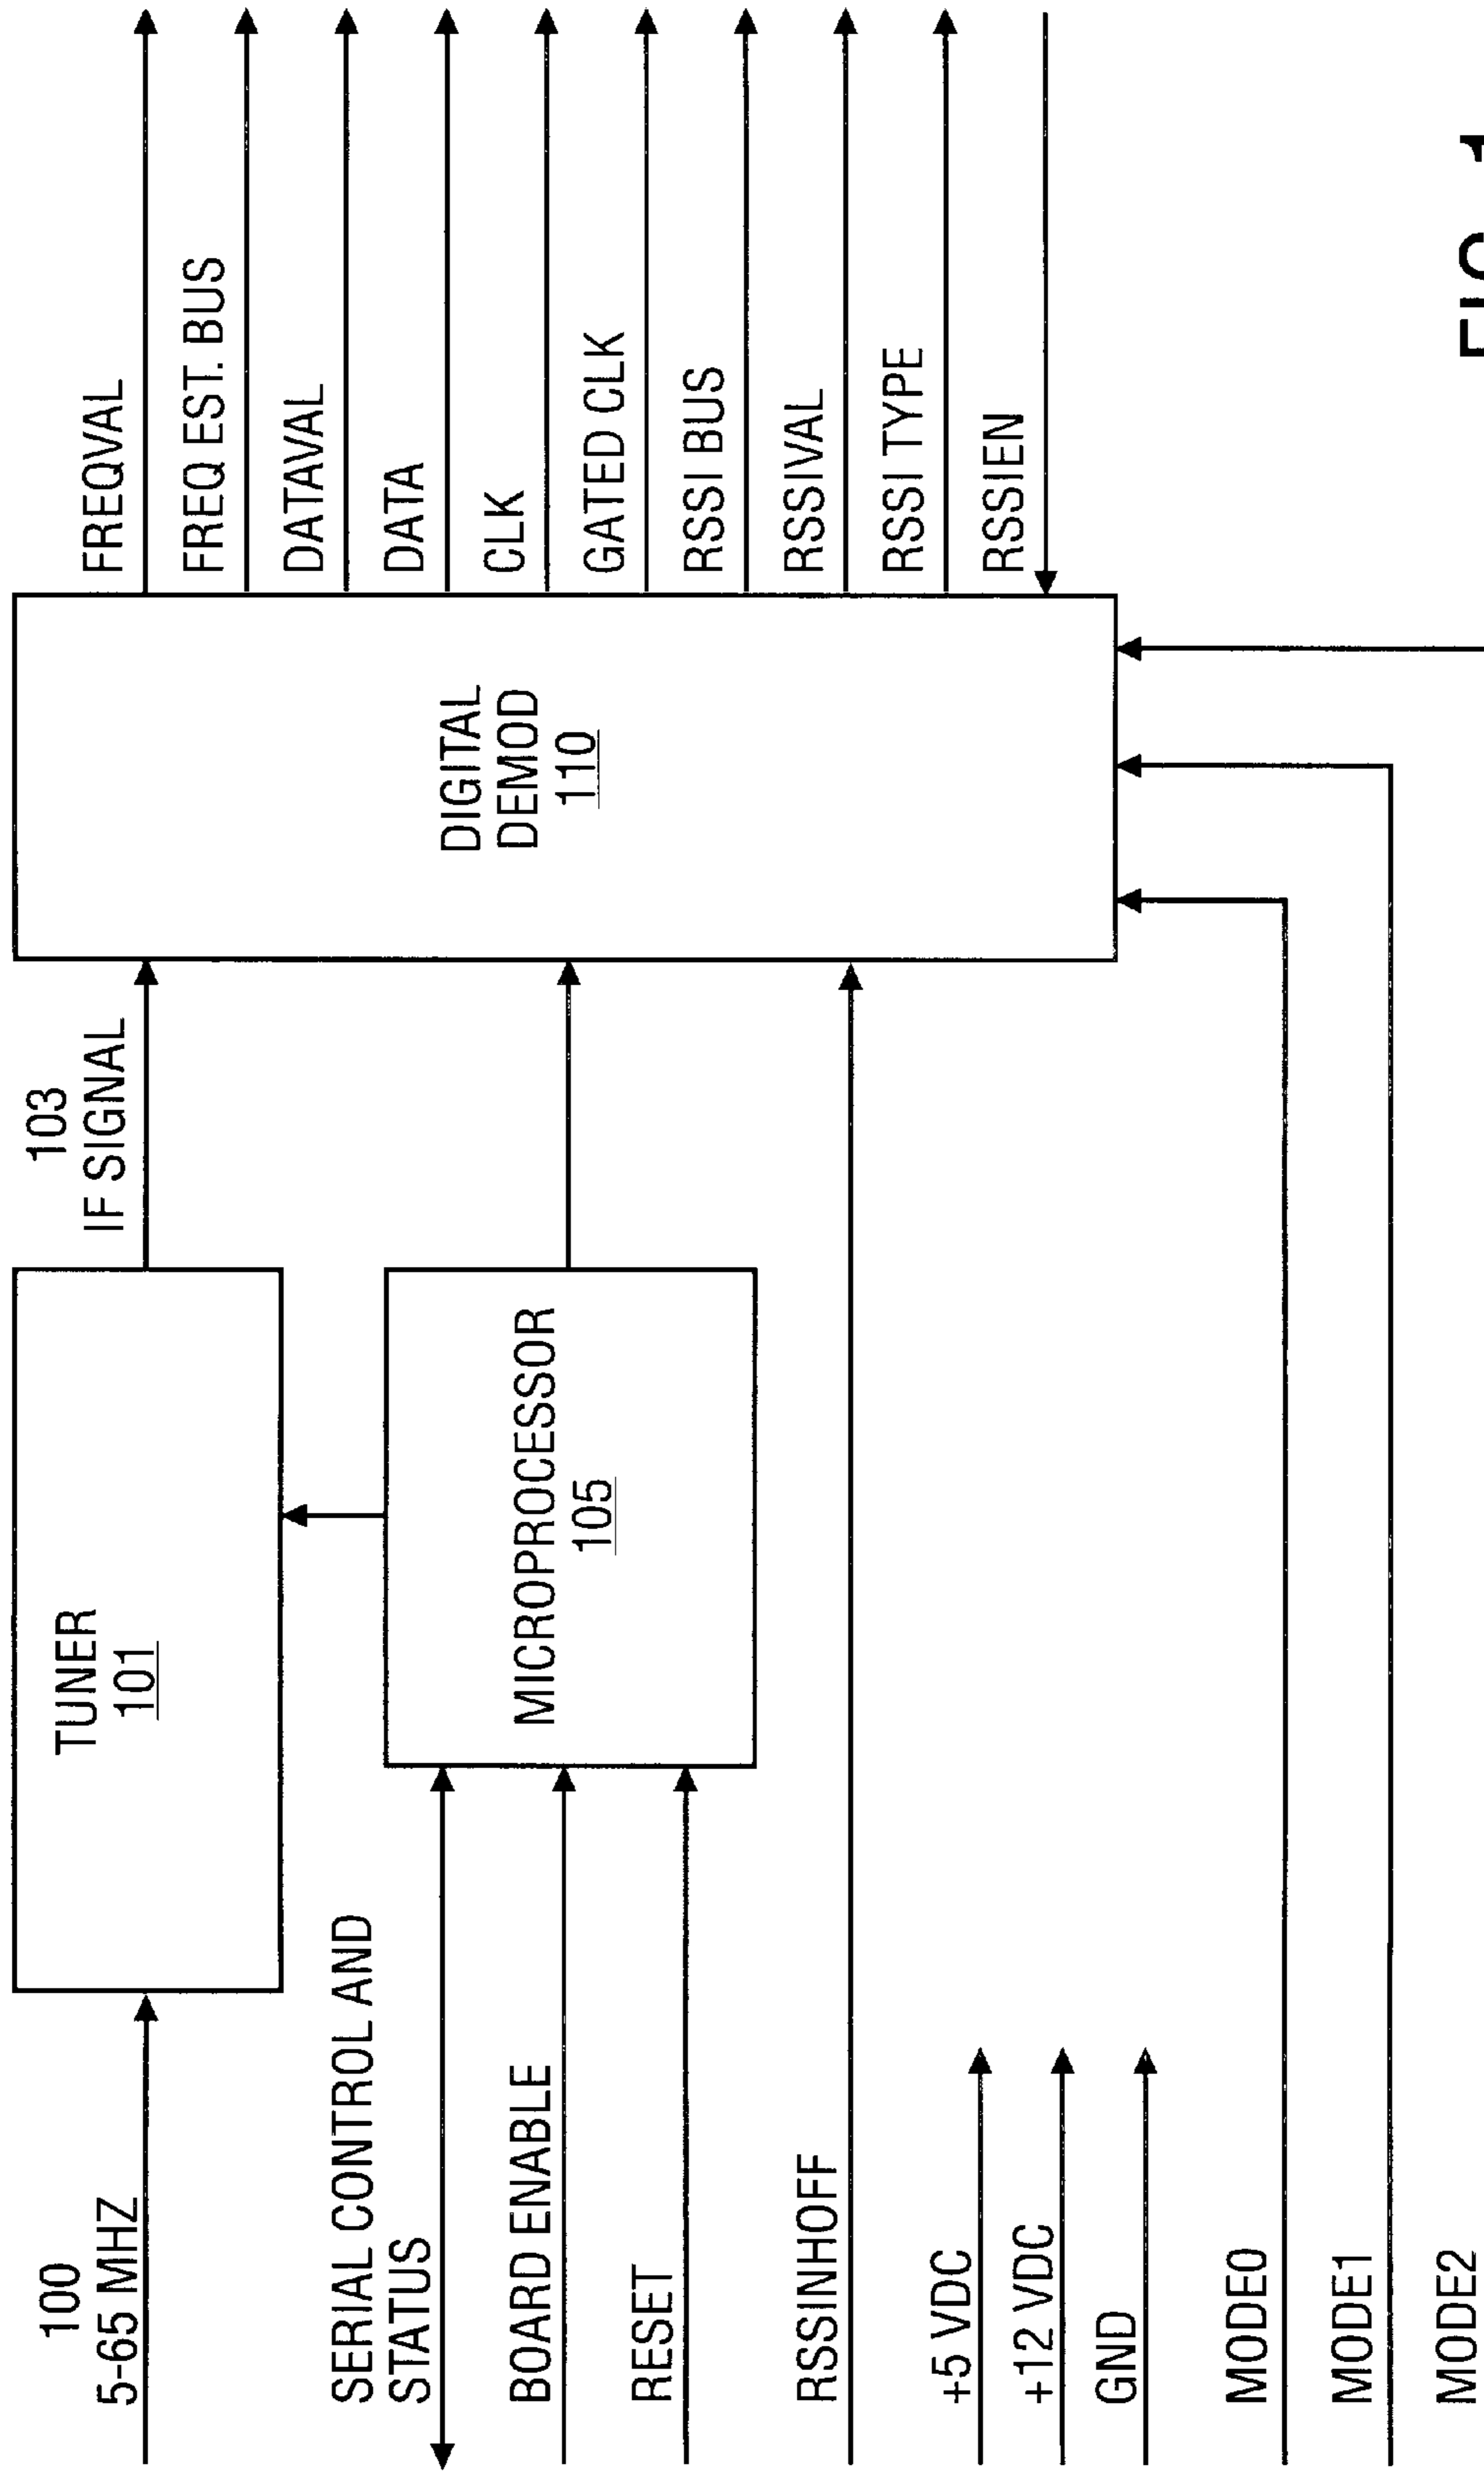 100
5-65 MHZ
TUNER
101
103
IF SIGNAL
SERIAL CONTROL AND
STATUS
BOARD ENABLE
RESET
MICROPROCESSOR
105
DIGITAL
DEMOD
110
FREQVAL
FREQ EST. BUS
DATAVAL
DATA
CLK
GATED CLK
RSSI BUS
RSSIVAL
RSSI TYPE
RSSIEN
RSSINHOFF
+5 VDC
+12 VDC
GND
MODE0
MODE1
MODE2